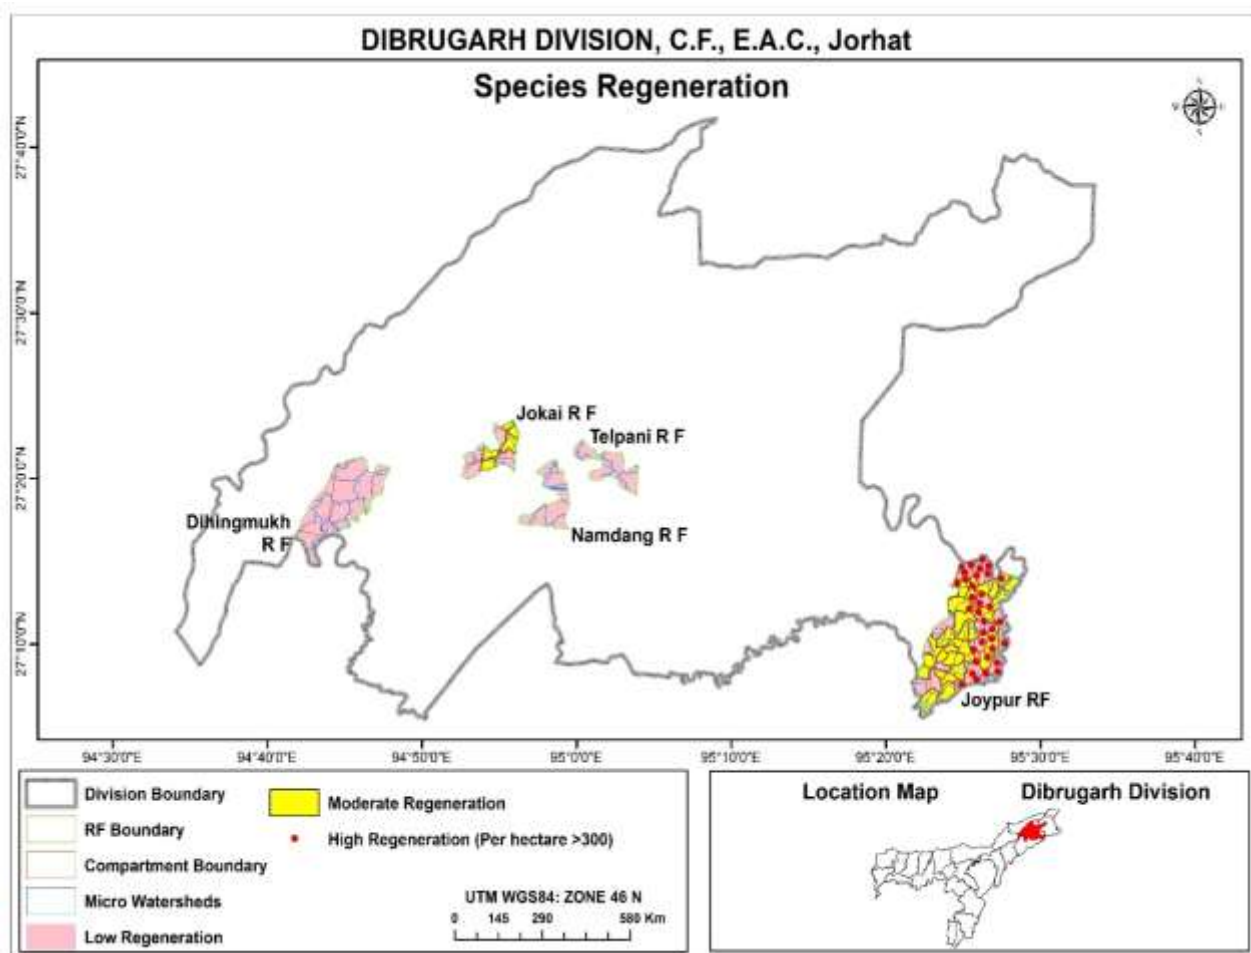 DIBRUGARH DIVISION, C.F., E.A.C., Jorhat
Species Regeneration
27°40'0"N
27°30'0"N
27°20'0"N
27°10'0"N
Jokai R F
Telpani R F
Dihingmukh
R F
Namdang R F
Joypur RF
94°30'0"E
94°40'0"E
94°50'0"E
95°0'0"E
95°10'0"E
95°20'0"E
95°30'0"E
95°40'0"E
Division Boundary
RF Boundary
Compartment Boundary
Micro Watersheds
Low Regeneration
Moderate Regeneration
High Regeneration (Per hectare >300)
UTM WGS84: ZONE 46 N
0 145 290 580 Km
Location Map Dibrugarh Division